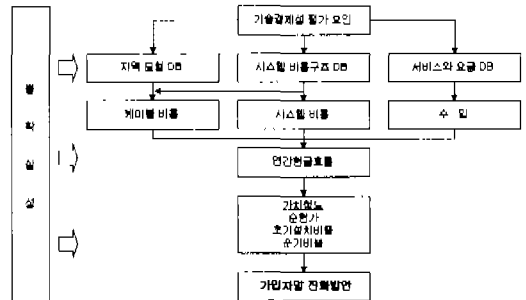 기술경제성 평가 요인
지역 모형 DB
시스템 비용구조 DB
서비스와 요금 DB
케이블 비용
시스템 비용
수 입
연간현금흐름
가치척도
순현가
초기설치비용
운기비용
가입자망 진화방안
불
확
실
성